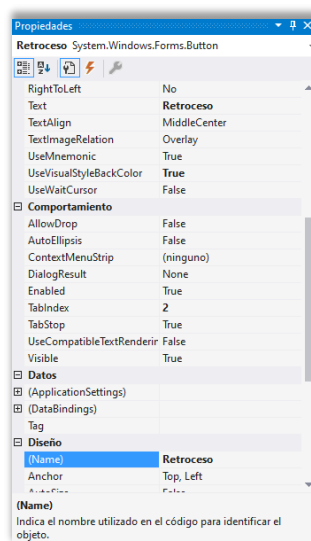 Propiedades
Retroceso System.Windows.Forms.Button
RightToLeft No
Text Retroceso
TextAlign MiddleCenter
TextImageRelation Overlay
UseMnemonic True
UseVisualStyleBackColor True
UseWaitCursor False
Comportamiento
AllowDrop False
AutoEllipsis False
ContextMenuStrip (ninguno)
DialogResult None
Enabled True
TabIndex 2
TabStop True
UseCompatibleTextRenderin False
Visible True
Datos
(ApplicationSettings)
(DataBindings)
Tag
Diseño
(Name) Retroceso
Anchor Top, Left
AutoSize False
(Name)
Indica el nombre utilizado en el código para identificar el
objeto.